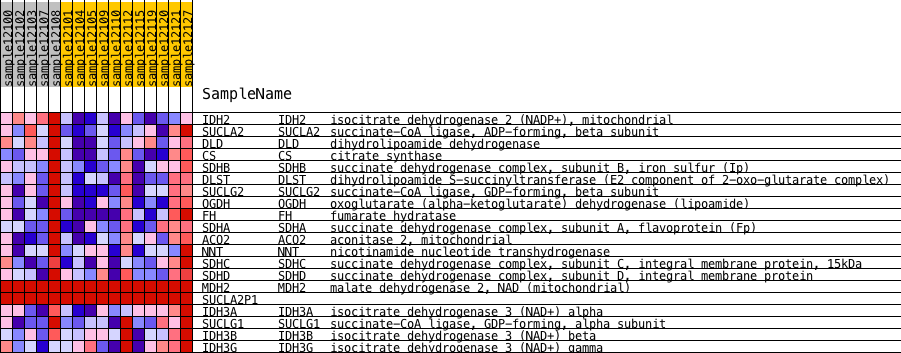 sample12100
sample12102
sample12103
sample12107
sample12108
sample12101
sample12104
sample12105
sample12109
sample12110
sample12112
sample12115
sample12119
sample12120
sample12121
sample12127
SampleName
IDH2 IDH2 isocitrate dehydrogenase 2 (NADP+), mitochondrial
SUCLA2 SUCLA2 succinate-CoA ligase, ADP-forming, beta subunit
DLD DLD dihydrolipoamide dehydrogenase
CS CS citrate synthase
SDHB SDHB succinate dehydrogenase complex, subunit B, iron sulfur (Ip)
DLST DLST dihydrolipoamide S-succinyltransferase (E2 component of 2-oxo-glutarate complex)
SUCLG2 SUCLG2 succinate-CoA ligase, GDP-forming, beta subunit
OGDH OGDH oxoglutarate (alpha-ketoglutarate) dehydrogenase (lipoamide)
FH FH fumarate hydratase
SDHA SDHA succinate dehydrogenase complex, subunit A, flavoprotein (Fp)
ACO2 ACO2 aconitase 2, mitochondrial
NNT NNT nicotinamide nucleotide transhydrogenase
SDHC SDHC succinate dehydrogenase complex, subunit C, integral membrane protein, 15kDa
SDHD SDHD succinate dehydrogenase complex, subunit D, integral membrane protein
MDH2 MDH2 malate dehydrogenase 2, NAD (mitochondrial)
SUCLA2P1
IDH3A IDH3A isocitrate dehydrogenase 3 (NAD+) alpha
SUCLG1 SUCLG1 succinate-CoA ligase, GDP-forming, alpha subunit
IDH3B IDH3B isocitrate dehydrogenase 3 (NAD+) beta
IDH3G IDH3G isocitrate dehydrogenase 3 (NAD+) gamma